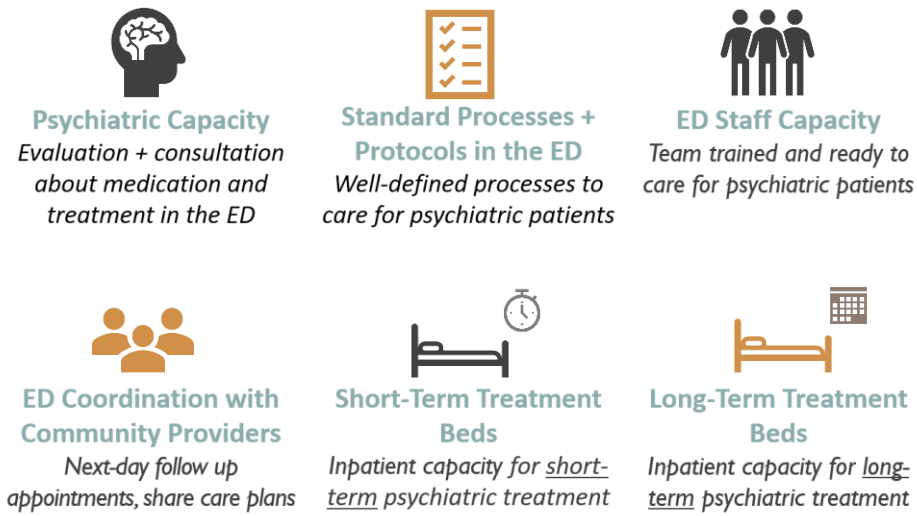 Psychiatric Capacity
Evaluation + consultation
about medication and
treatment in the ED
Standard Processes +
Protocols in the ED
Well-defined processes to
care for psychiatric patients
ED Staff Capacity
Team trained and ready to
care for psychiatric patients
ED Coordination with
Community Providers
Next-day follow up
appointments, share care plans
Short-Term Treatment
Beds
Inpatient capacity for short-
term psychiatric treatment
Long-Term Treatment
Beds
Inpatient capacity for long-
term psychiatric treatment